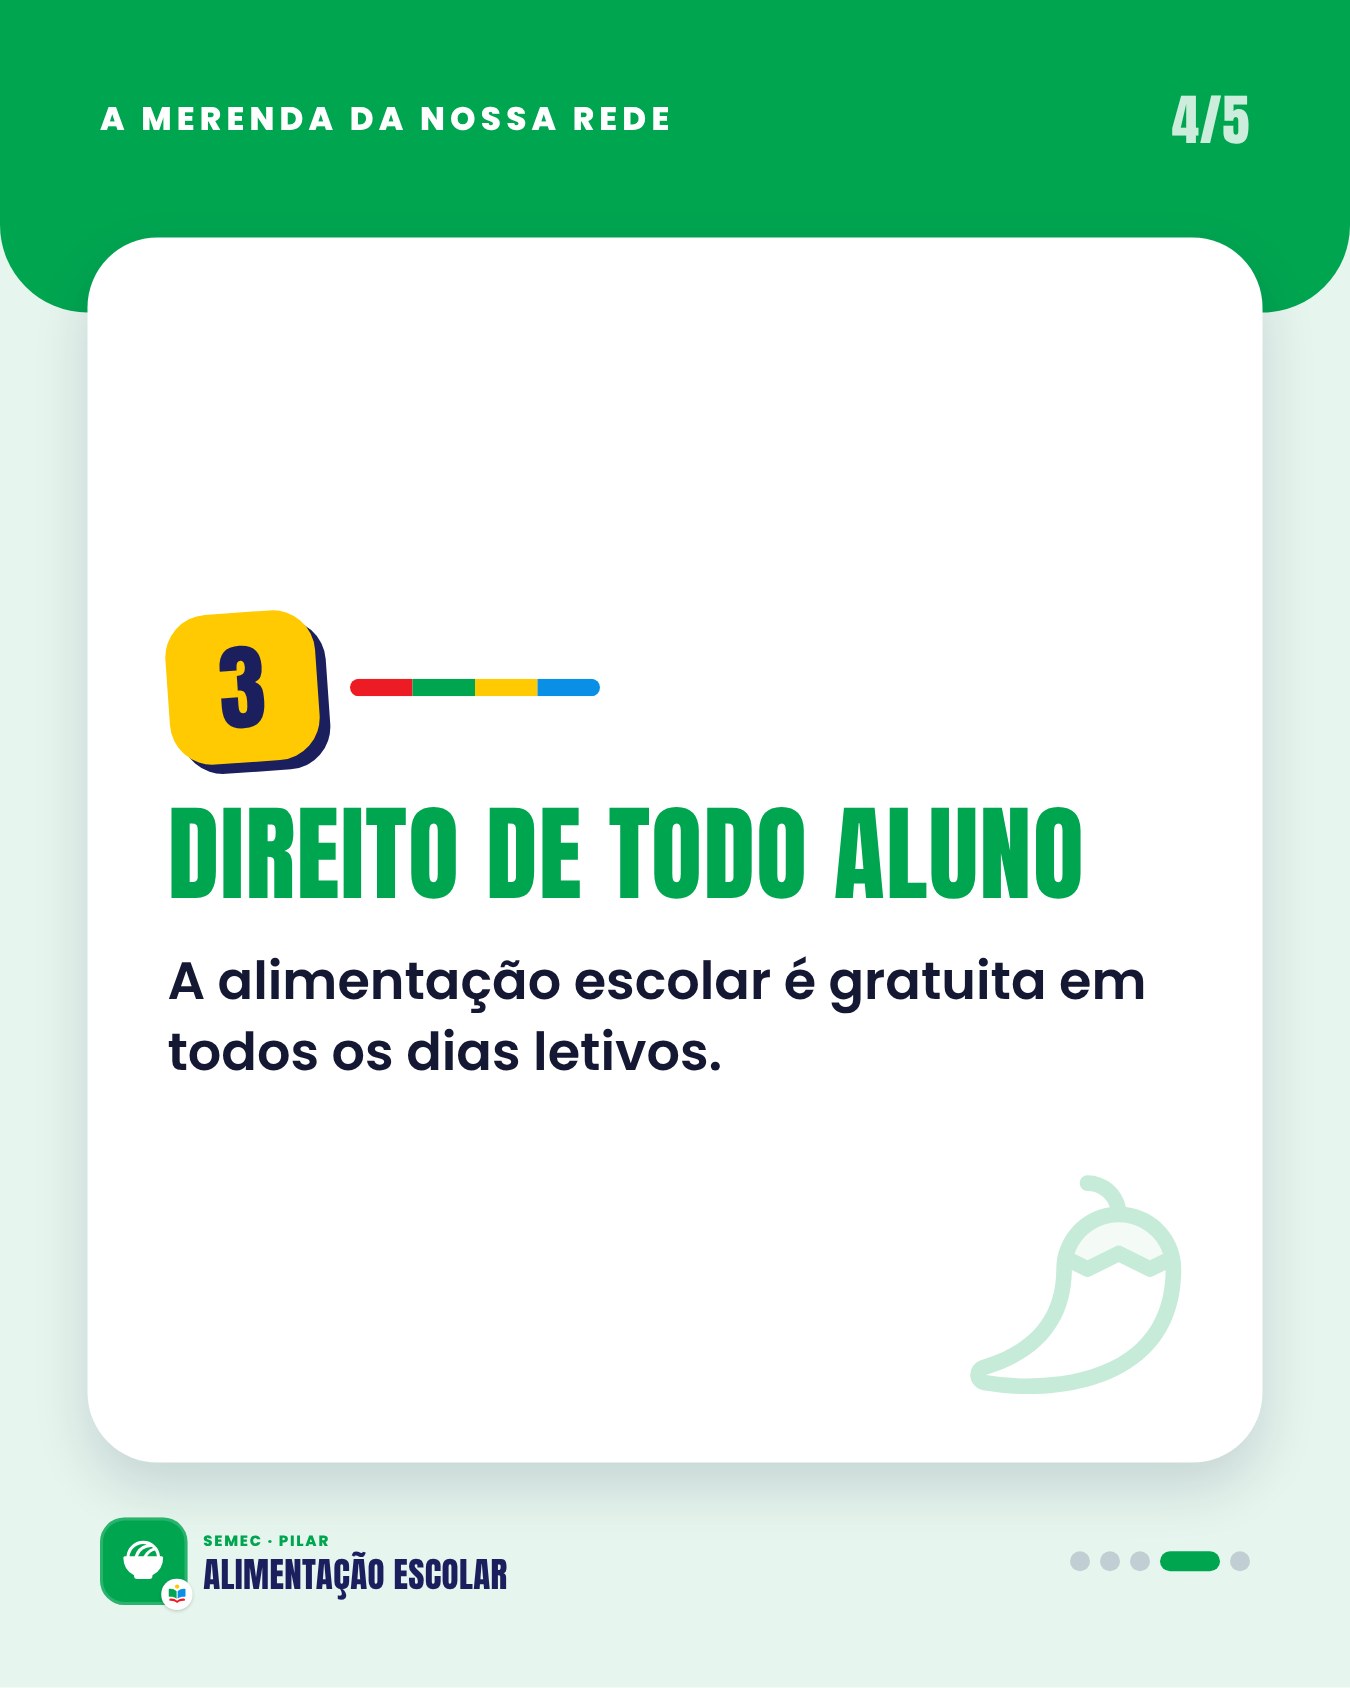 A MERENDA DA NOSSA REDE
4/5
3
DIREITO DE TODO ALUNO
A alimentação escolar é gratuita em
todos os dias letivos.
SEMEC · PILAR
ALIMENTAÇÃO ESCOLAR